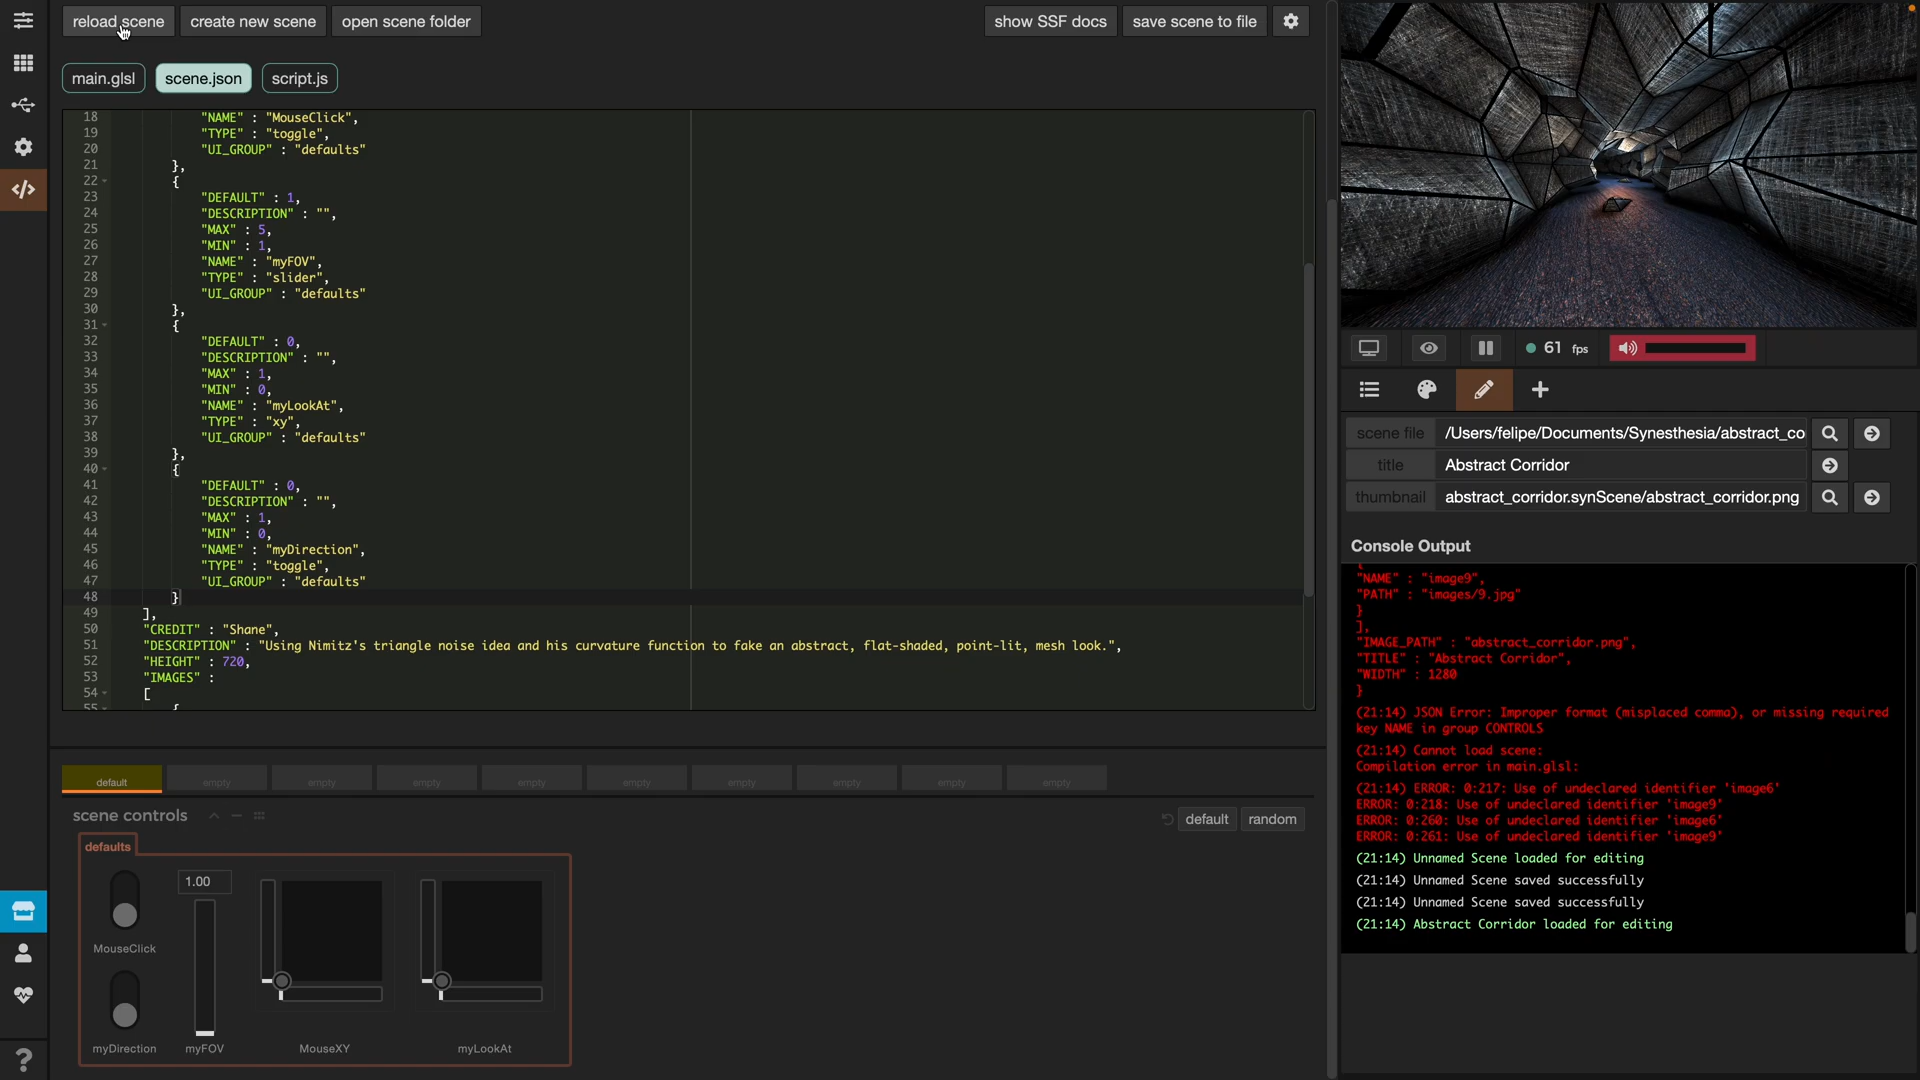 reload scene
create new scene
open scene folder
show SSF docs
save scene to file
main.glsl
scene.json
script.js
18 "NAME" : "MouseClick",
19 "TYPE" : "toggle",
20 "UI_GROUP" : "defaults"
21 },
22 {
23 "DEFAULT" : 1,
24 "DESCRIPTION" : "",
25 "MAX" : 5,
26 "MIN" : 1,
27 "NAME" : "myFOV",
28 "TYPE" : "slider",
29 "UI_GROUP" : "defaults"
30 },
31 {
32 "DEFAULT" : 0,
33 "DESCRIPTION" : "",
34 "MAX" : 1,
35 "MIN" : 0,
36 "NAME" : "myLookAt",
37 "TYPE" : "xy",
38 "UI_GROUP" : "defaults"
39 },
40 {
41 "DEFAULT" : 0,
42 "DESCRIPTION" : "",
43 "MAX" : 1,
44 "MIN" : 0,
45 "NAME" : "myDirection",
46 "TYPE" : "toggle",
47 "UI_GROUP" : "defaults"
48 }
49 ],
50 "CREDIT" : "Shane",
51 "DESCRIPTION" : "Using Nimitz's triangle noise idea and his curvature function to fake an abstract, flat-shaded, point-lit, mesh look.",
52 "HEIGHT" : 720,
53 "IMAGES" :
54 [
55 {
default
empty
empty
empty
empty
empty
empty
empty
empty
empty
scene controls
default
random
defaults
1.00
MouseClick
myDirection
myFOV
MouseXY
myLookAt
61 fps
scene file /Users/felipe/Documents/Synesthesia/abstract_co
title Abstract Corridor
thumbnail abstract_corridor.synScene/abstract_corridor.png
Console Output
{
"NAME" : "image9",
"PATH" : "images/9.jpg"
}
],
"IMAGE_PATH" : "abstract_corridor.png",
"TITLE" : "Abstract Corridor",
"WIDTH" : 1280
}
(21:14) JSON Error: Improper format (misplaced comma), or missing required
key NAME in group CONTROLS
(21:14) Cannot load scene:
Compilation error in main.glsl:
(21:14) ERROR: 0:217: Use of undeclared identifier 'image6'
ERROR: 0:218: Use of undeclared identifier 'image9'
ERROR: 0:260: Use of undeclared identifier 'image6'
ERROR: 0:261: Use of undeclared identifier 'image9'
(21:14) Unnamed Scene loaded for editing
(21:14) Unnamed Scene saved successfully
(21:14) Unnamed Scene saved successfully
(21:14) Abstract Corridor loaded for editing